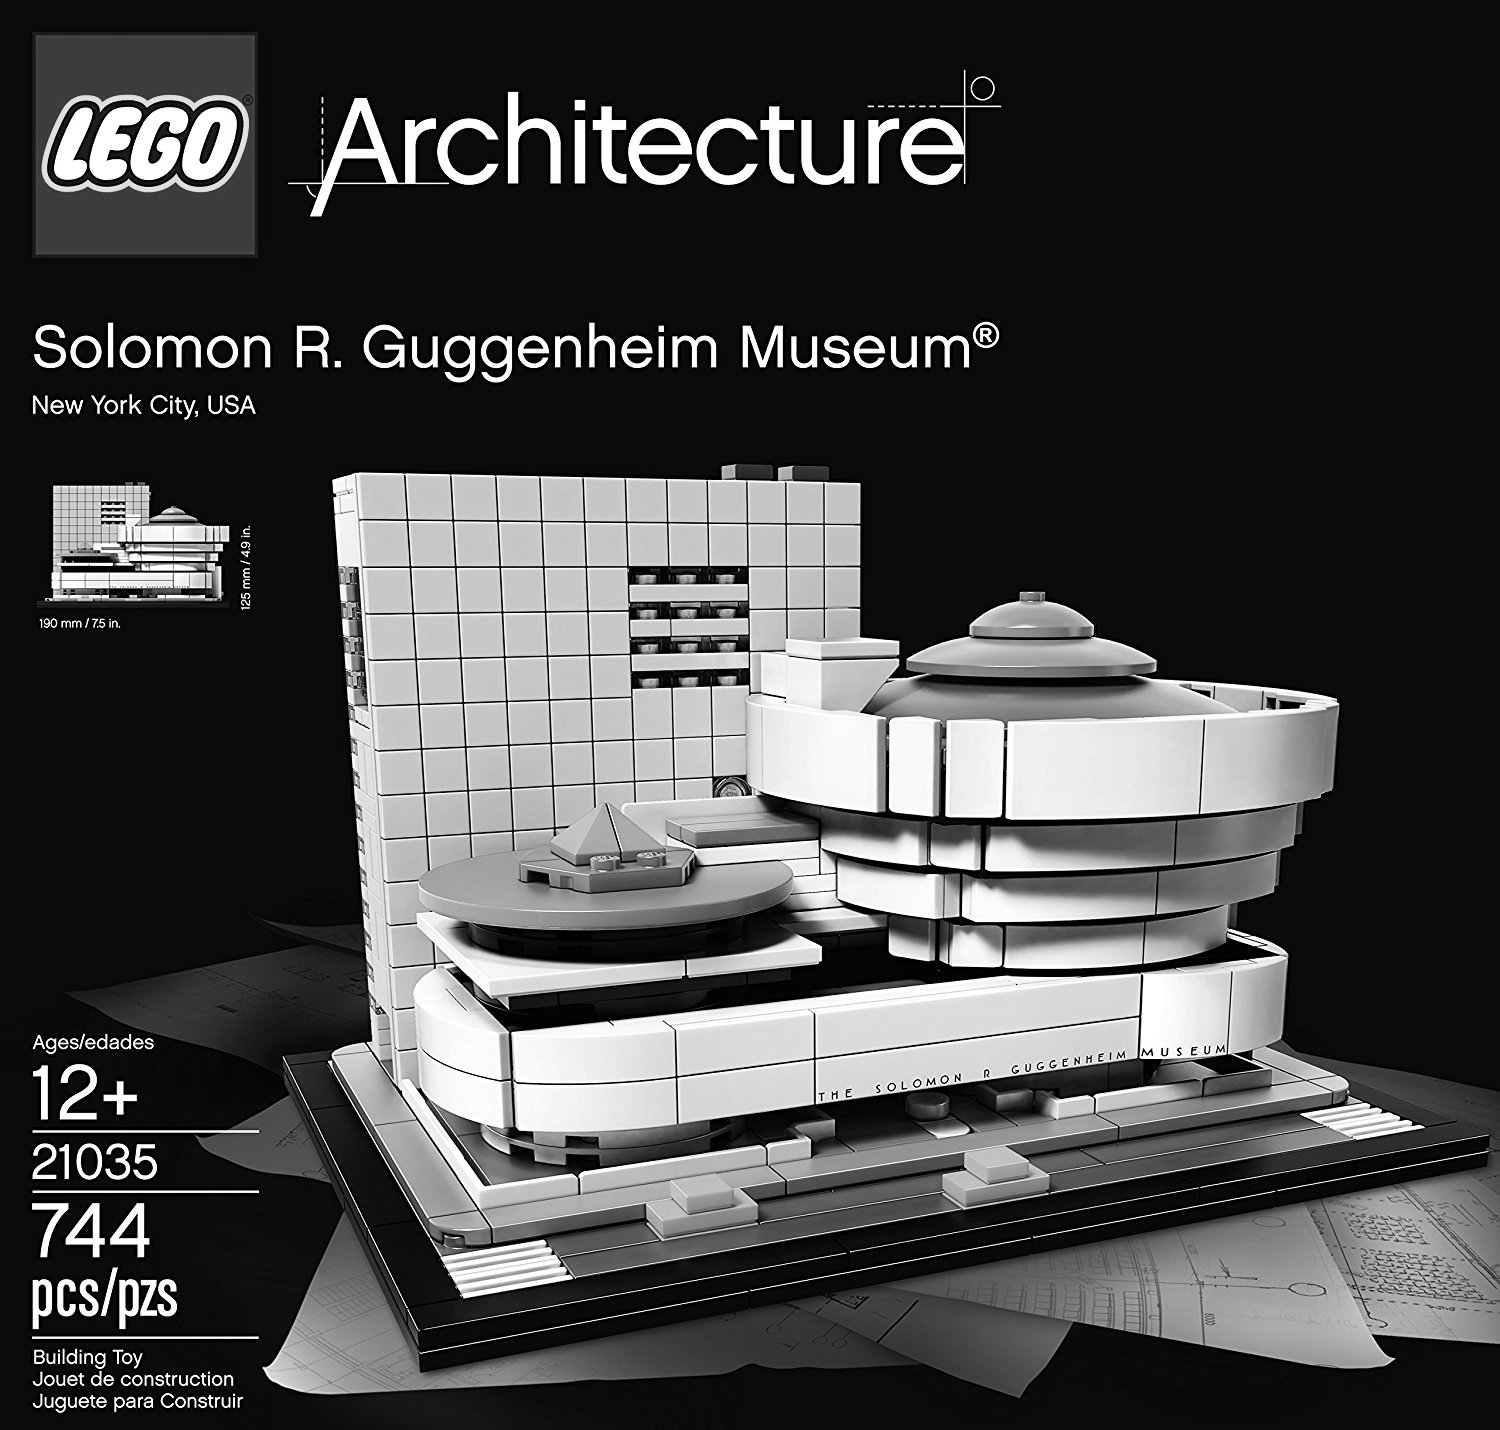 LEGO®
Architecture
Solomon R. Guggenheim Museum®
New York City, USA
125 mm / 4.9 in.
190 mm / 7.5 in.
THE SOLOMON R GUGGENHEIM MUSEUM
Ages/edades
12+
21035
744
pcs/pzs
Building Toy
Jouet de construction
Juguete para Construir